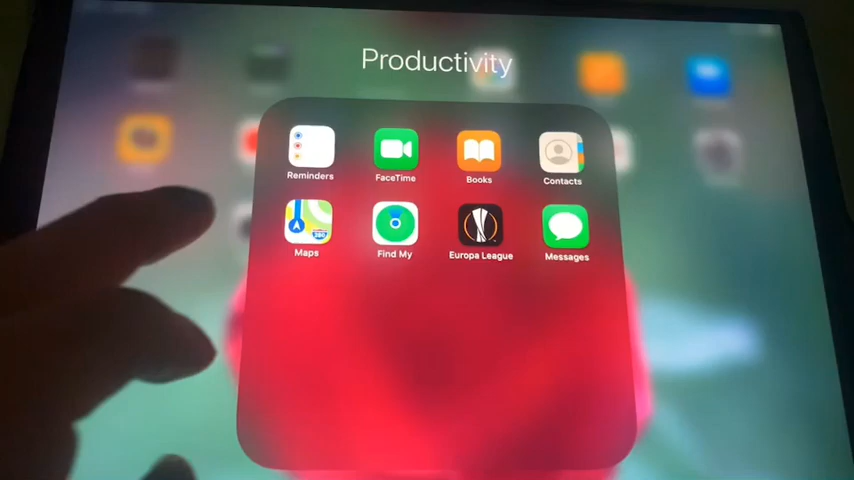 Productivity
Reminders FaceTime Books Contacts
Maps Find My Europa League Messages